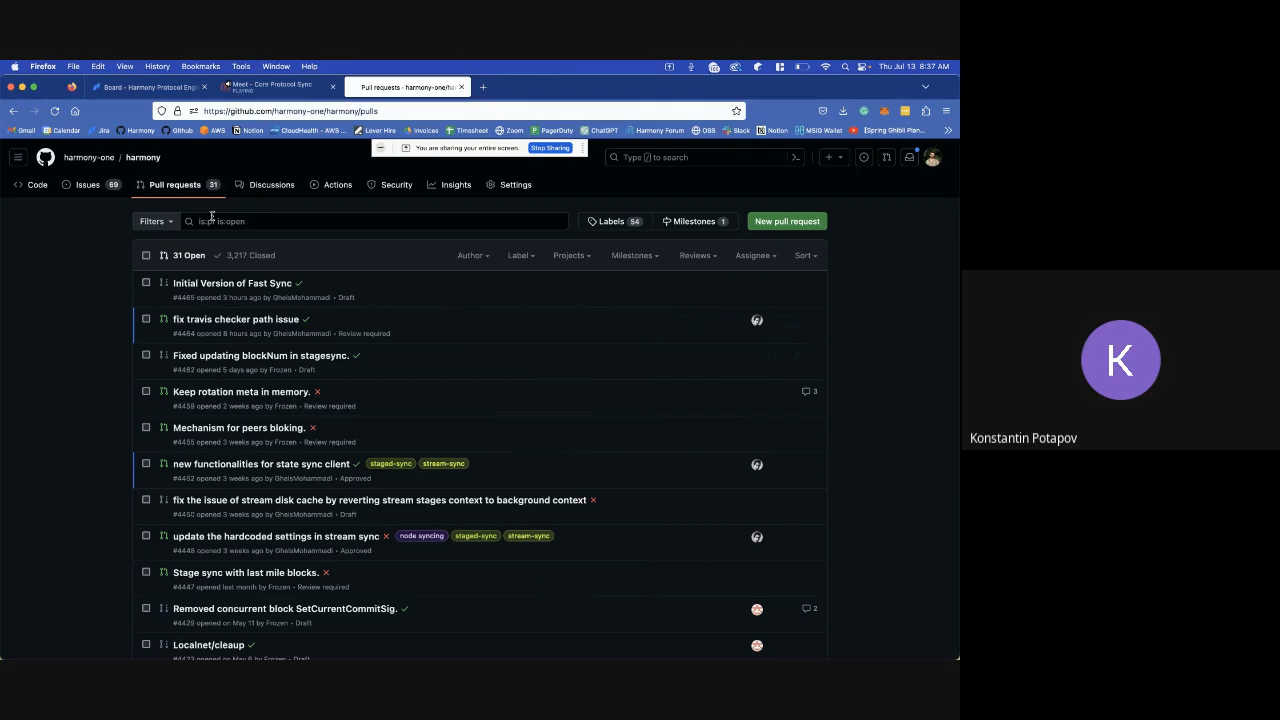 Firefox File Edit View History Bookmarks Tools Window Help Thu Jul 13 8:37 AM
Board - Harmony Protocol Engi
Meet – Core Protocol Sync
PLAYING
Pull requests · harmony-one/har
https://github.com/harmony-one/harmony/pulls
Gmail Calendar Jira Harmony Github AWS Notion CloudHealth - AWS ... Lever Hire Invoices Timesheet Zoom PagerDuty ChatGPT Harmony Forum OSS Slack Notion MSIG Wallet [Spring Ghibli Pian...
You are sharing your entire screen. Stop Sharing
harmony-one / harmony
Type / to search
Code Issues 69 Pull requests 31 Discussions Actions Security Insights Settings
Filters is:pr is:open Labels 54 Milestones 1 New pull request
31 Open 3,217 Closed Author Label Projects Milestones Reviews Assignee Sort
Initial Version of Fast Sync
#4465 opened 3 hours ago by GheisMohammadi • Draft
fix travis checker path issue
#4464 opened 8 hours ago by GheisMohammadi • Review required
Fixed updating blockNum in stagesync.
#4462 opened 5 days ago by Frozen • Draft
Keep rotation meta in memory. 3
#4459 opened 2 weeks ago by Frozen • Review required
Mechanism for peers bloking.
#4455 opened 3 weeks ago by Frozen • Review required
new functionalities for state sync client staged-sync stream-sync
#4452 opened 3 weeks ago by GheisMohammadi • Approved
fix the issue of stream disk cache by reverting stream stages context to background context
#4450 opened 3 weeks ago by GheisMohammadi • Draft
update the hardcoded settings in stream sync node syncing staged-sync stream-sync
#4448 opened 3 weeks ago by GheisMohammadi • Approved
Stage sync with last mile blocks.
#4447 opened last month by Frozen • Review required
Removed concurrent block SetCurrentCommitSig. 2
#4429 opened on May 11 by Frozen • Draft
Localnet/cleaup
#4423 opened on May 6 by Frozen • Draft
K
Konstantin Potapov